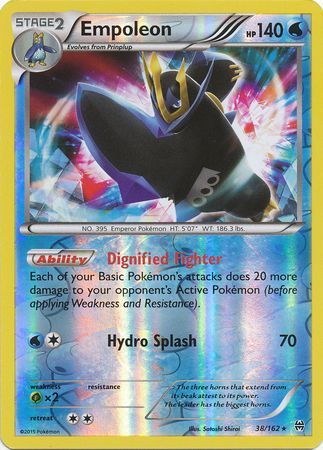 STAGE2
Empoleon
HP 140
Evolves from Prinplup
NO. 395 Emperor Pokémon HT: 5'07" WT: 186.3 lbs.
Ability Dignified Fighter
Each of your Basic Pokémon's attacks does 20 more
damage to your opponent's Active Pokémon (before
applying Weakness and Resistance).
Hydro Splash 70
weakness resistance
×2
retreat
The three horns that extend from
its beak attest to its power.
The leader has the biggest horns.
©2015 Pokémon
Illus. Satoshi Shirai
38/162 ★